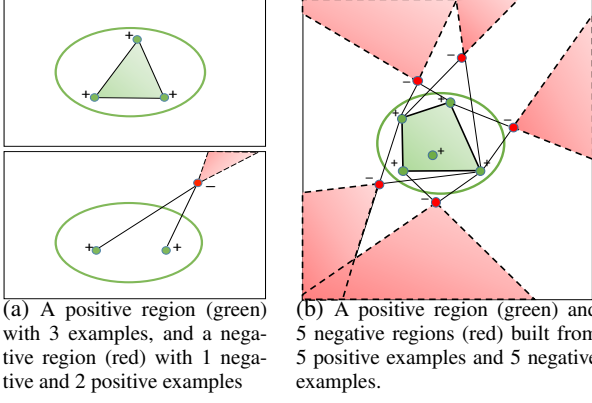 (a) A positive region (green)
with 3 examples, and a nega-
tive region (red) with 1 nega-
tive and 2 positive examples
(b) A positive region (green) and
5 negative regions (red) built from
5 positive examples and 5 negative
examples.